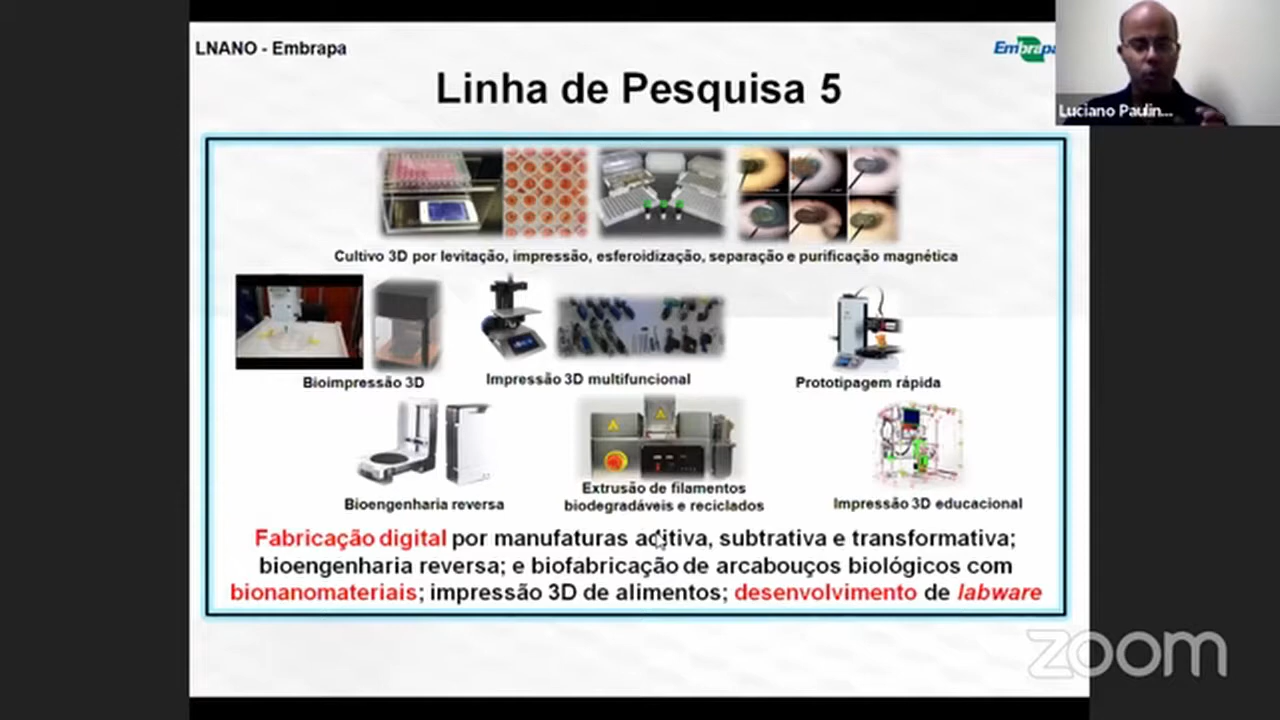 LNANO - Embrapa
Embrapa
Linha de Pesquisa 5
Luciano Paulin...
Cultivo 3D por levitação, impressão, esferoidização, separação e purificação magnética
Bioimpressão 3D
Impressão 3D multifuncional
Prototipagem rápida
Bioengenharia reversa
Extrusão de filamentos
biodegradáveis e reciclados
Impressão 3D educacional
Fabricação digital por manufaturas aditiva, subtrativa e transformativa;
bioengenharia reversa; e biofabricação de arcabouços biológicos com
bionanomateriais; impressão 3D de alimentos; desenvolvimento de labware
zoom